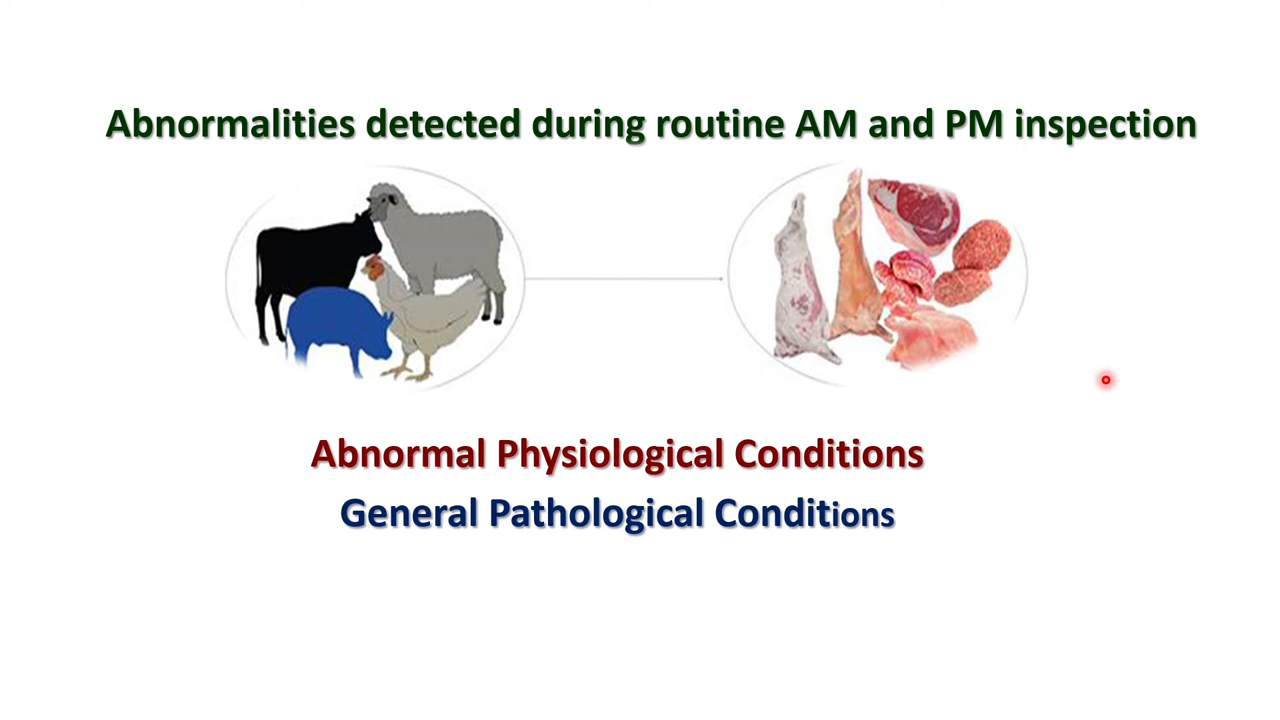 Abnormalities detected during routine AM and PM inspection
Abnormal Physiological Conditions
General Pathological Conditions